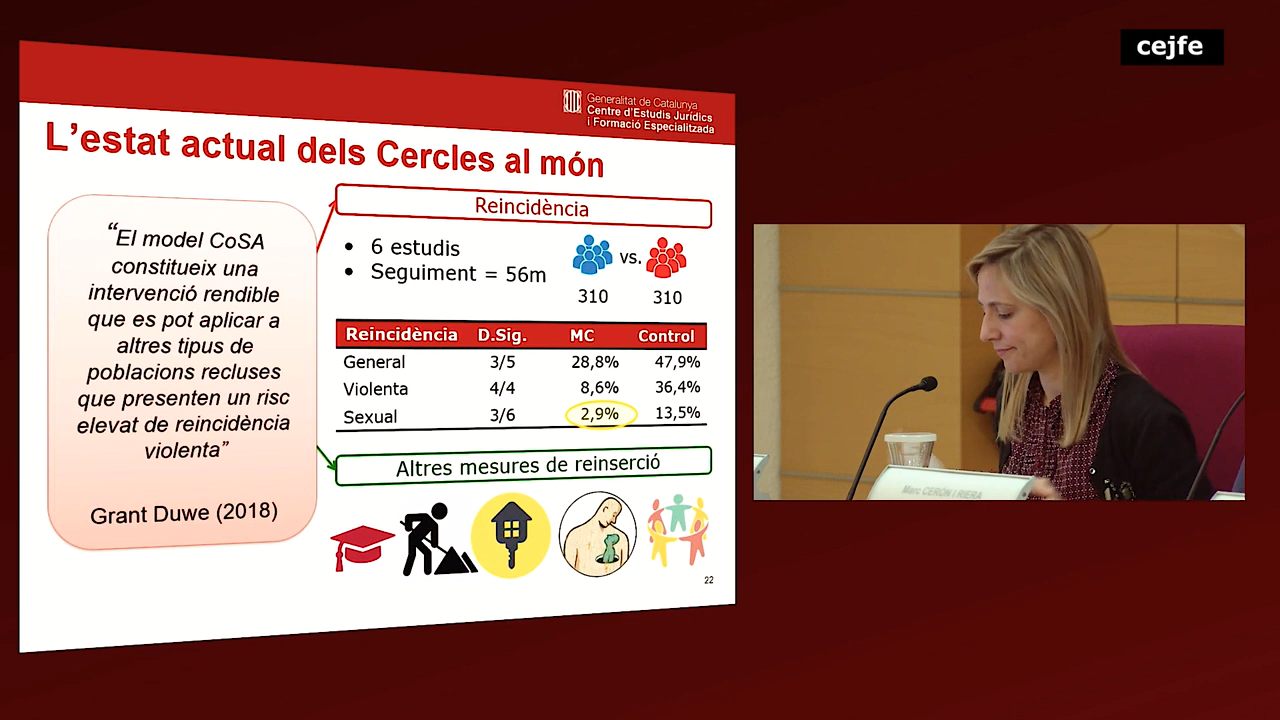 cejfe
Generalitat de Catalunya
Centre d'Estudis Jurídics
i Formació Especialitzada
L'estat actual dels Cercles al món
“El model CoSA
constitueix una
intervenció rendible
que es pot aplicar a
altres tipus de
poblacions recluses
que presenten un risc
elevat de reincidència
violenta”
Grant Duwe (2018)
Reincidència
• 6 estudis
• Seguiment = 56m
vs.
310 310
Reincidència D.Sig. MC Control
General 3/5 28,8% 47,9%
Violenta 4/4 8,6% 36,4%
Sexual 3/6 2,9% 13,5%
Altres mesures de reinserció
22
Marc CERÓN I RIERA